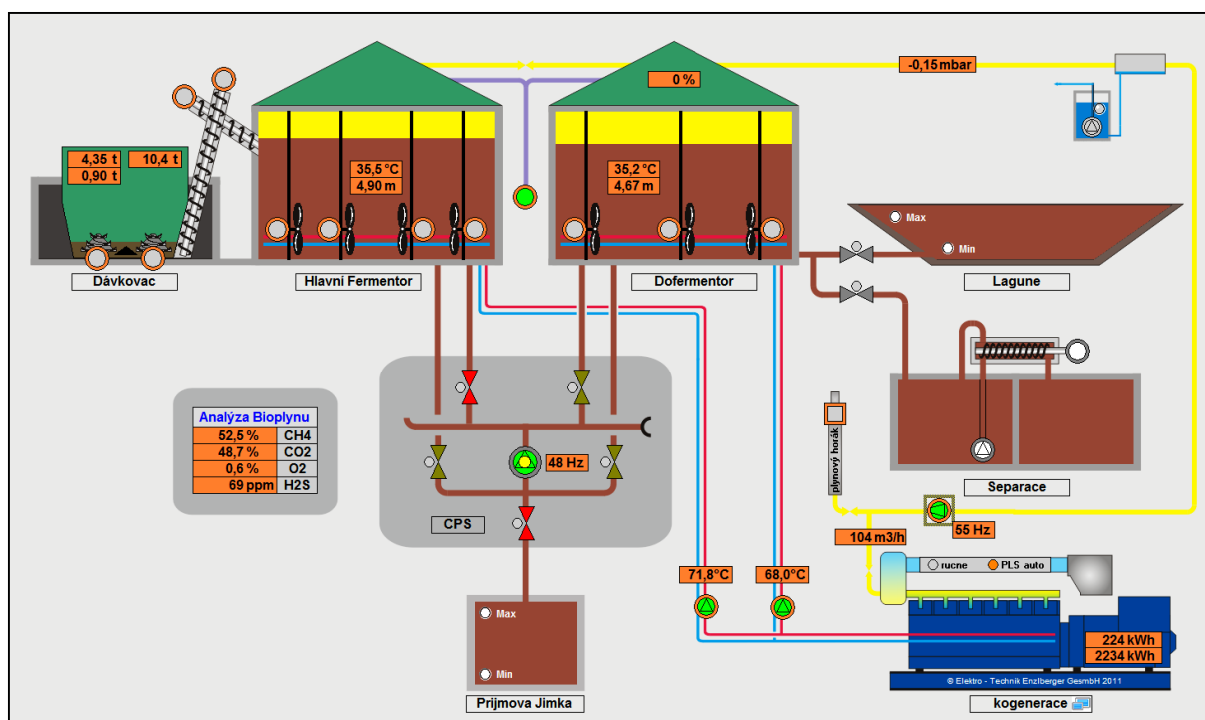 -0,15 mbar
0 %
4,35 t
10,4 t
0,90 t
35,5 °C
4,90 m
35,2 °C
4,67 m
Max
Min
Dávkovac
Hlavní Fermentor
Dofermentor
Lagune
Analýza Bioplynu
52,5 % CH4
48,7 % CO2
0,6 % O2
69 ppm H2S
48 Hz
CPS
plynový horák
Separace
55 Hz
104 m3/h
71,8°C
68,0°C
rucne
PLS auto
Max
Min
224 kWh
2234 kWh
© Elektro - Technik Enzlberger GesmbH 2011
Prijmova Jimka
kogenerace